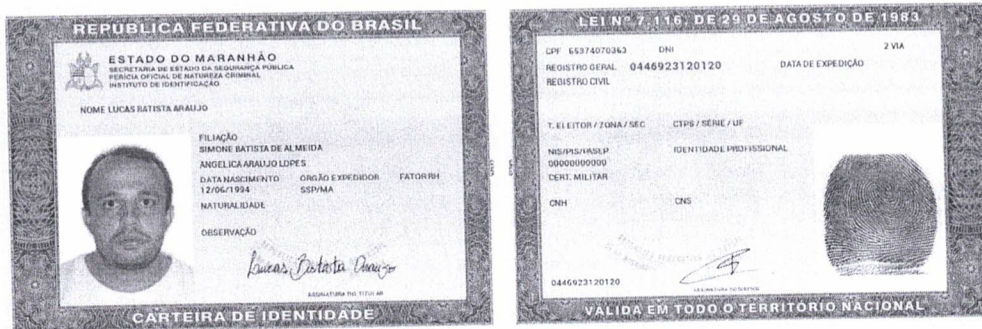 REPUBLICA FEDERATIVA DO BRASIL
ESTADO DO MARANHÃO
SECRETARIA DE ESTADO DA SEGURANÇA PÚBLICA
PERICIA OFICIAL DE NATUREZA CRIMINAL
INSTITUTO DE IDENTIFICAÇÃO
NOME LUCAS BATISTA ARAUJO
FILIAÇÃO
SIMONE BATISTA DE ALMEIDA
ANGELICA ARAUJO LOPES
DATA NASCIMENTO ORGÃO EXPEDIDOR FATOR RH
12/06/1994 SSP/MA
NATURALIDADE
OBSERVAÇÃO
Lucas Batista Araujo
ASSINATURA DO TITULAR
CARTEIRA DE IDENTIDADE
LEI Nº 7.116, DE 29 DE AGOSTO DE 1983
CPF 65374070363 DNI 2 VIA
REGISTRO GERAL 0446923120120 DATA DE EXPEDIÇÃO
REGISTRO CIVIL
T. ELEITOR / ZONA / SEC CTPS / SÉRIE / UF
NIS/PIS/PASEP IDENTIDADE PROFISSIONAL
00000000000
CERT. MILITAR
CNH CNS
0446923120120
VALIDA EM TODO O TERRITÓRIO NACIONAL